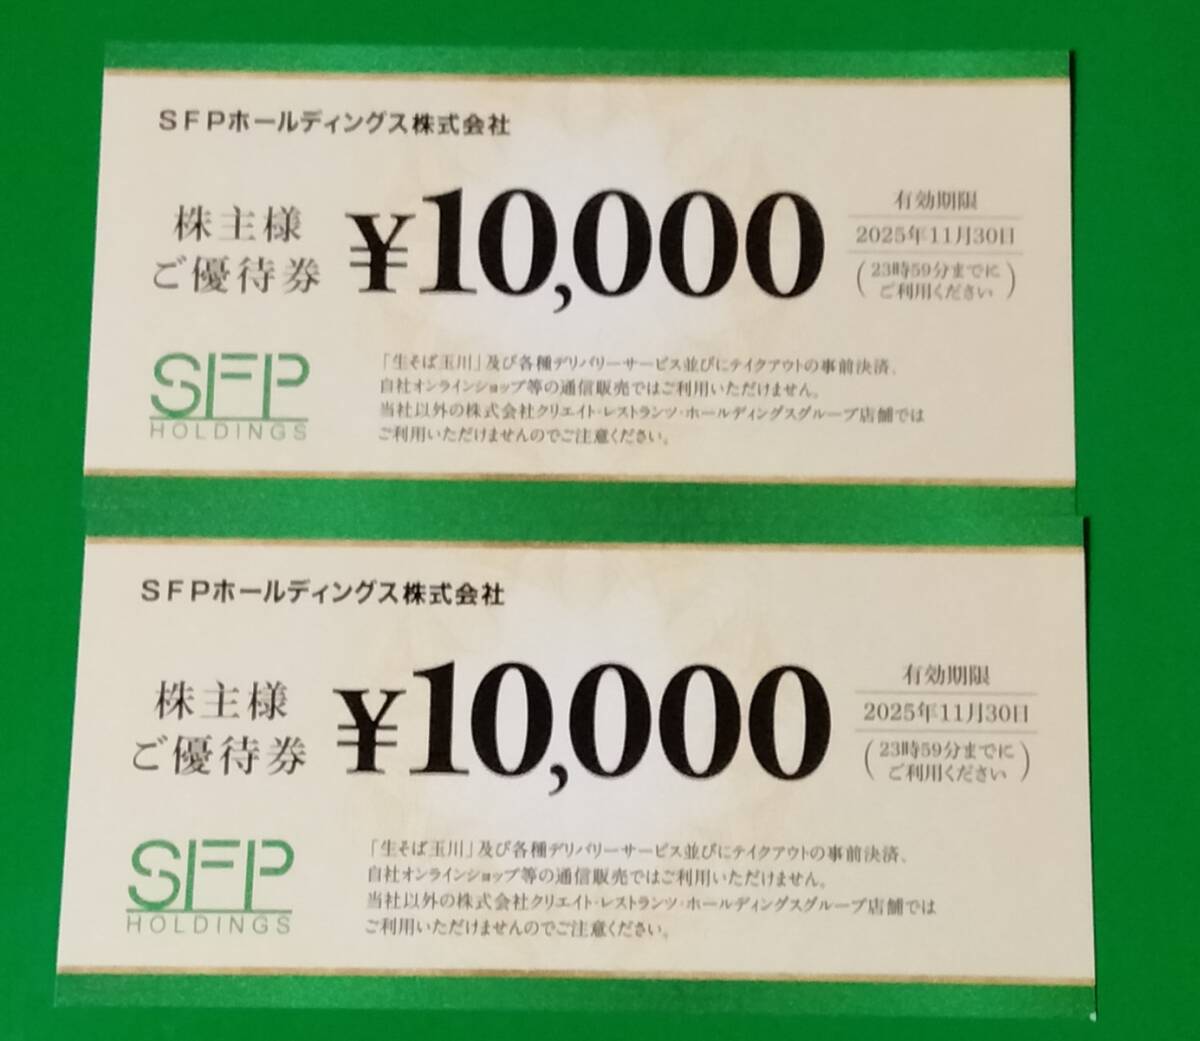 ＳＦＰホールディングス株式会社
株主様
ご優待券
¥10,000
有効期限
2025年11月30日
(23時59分までに
ご利用ください)
SFP
HOLDINGS
「生そば玉川」及び各種デリバリーサービス並びにテイクアウトの事前決済、
自社オンラインショップ等の通信販売ではご利用いただけません。
当社以外の株式会社クリエイト・レストランツ・ホールディングスグループ店舗では
ご利用いただけませんのでご注意ください。
ＳＦＰホールディングス株式会社
株主様
ご優待券
¥10,000
有効期限
2025年11月30日
(23時59分までに
ご利用ください)
SFP
HOLDINGS
「生そば玉川」及び各種デリバリーサービス並びにテイクアウトの事前決済、
自社オンラインショップ等の通信販売ではご利用いただけません。
当社以外の株式会社クリエイト・レストランツ・ホールディングスグループ店舗では
ご利用いただけませんのでご注意ください。